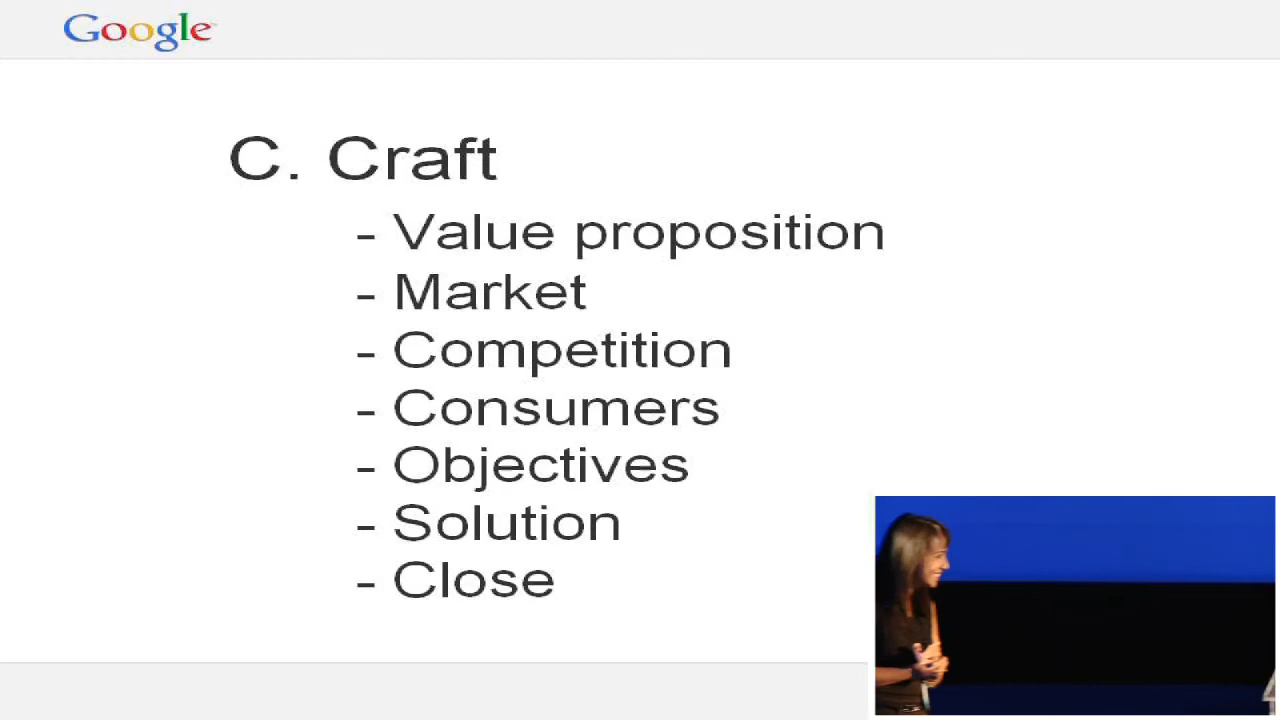 Google
C. Craft
- Value proposition
- Market
- Competition
- Consumers
- Objectives
- Solution
- Close